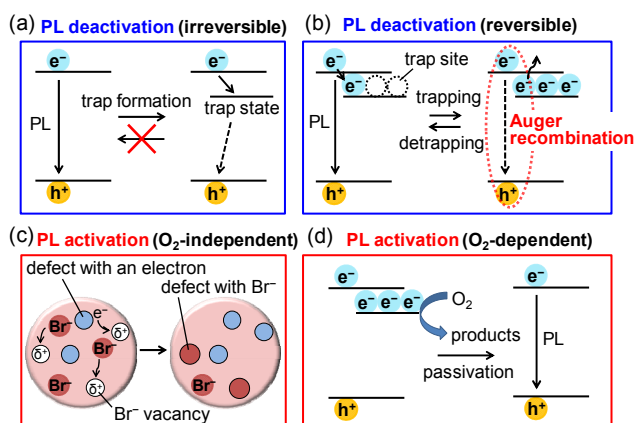 (a) PL deactivation (irreversible)
e⁻ e⁻
trap formation
trap state
PL
h⁺ h⁺
(b) PL deactivation (reversible)
e⁻ trap site e⁻
e⁻ e⁻ e⁻ e⁻
trapping
PL
detrapping
Auger
recombination
h⁺ h⁺
(c) PL activation (O₂-independent)
defect with an electron
defect with Br⁻
e⁻
Br⁻ δ⁺
δ⁺ Br⁻
Br⁻ δ⁺ Br⁻
Br⁻ vacancy
(d) PL activation (O₂-dependent)
e⁻ e⁻
e⁻ e⁻ e⁻ O₂
products
PL
passivation
h⁺ h⁺